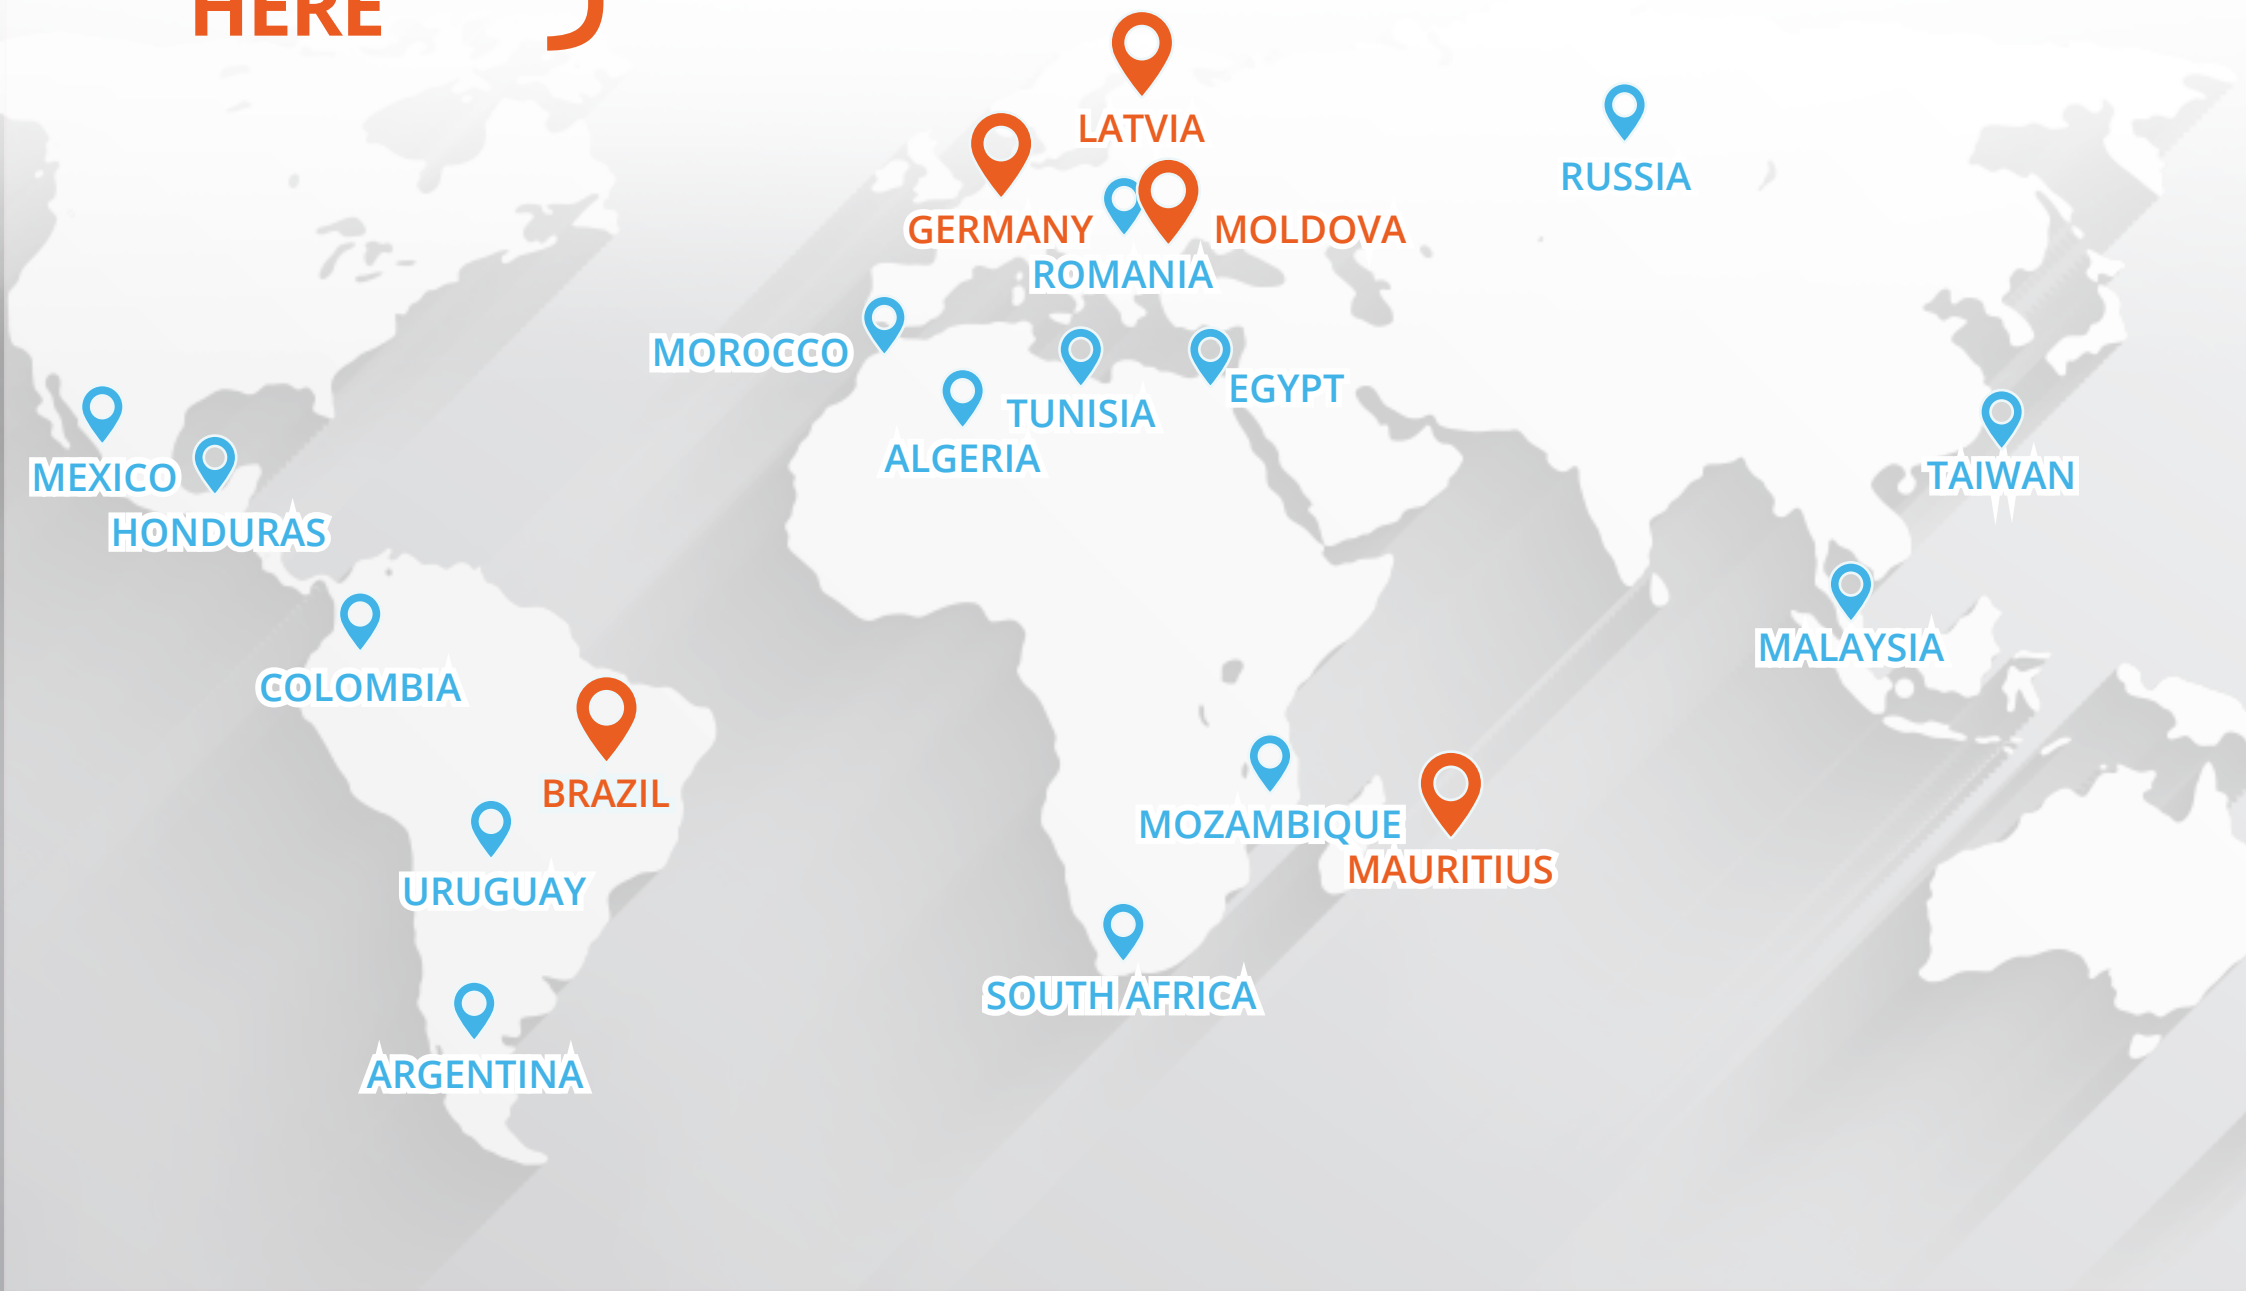 HERE
LATVIA
RUSSIA
GERMANY
MOLDOVA
ROMANIA
MOROCCO
EGYPT
TUNISIA
ALGERIA
MEXICO
TAIWAN
HONDURAS
MALAYSIA
COLOMBIA
BRAZIL
MOZAMBIQUE
MAURITIUS
URUGUAY
SOUTH AFRICA
ARGENTINA